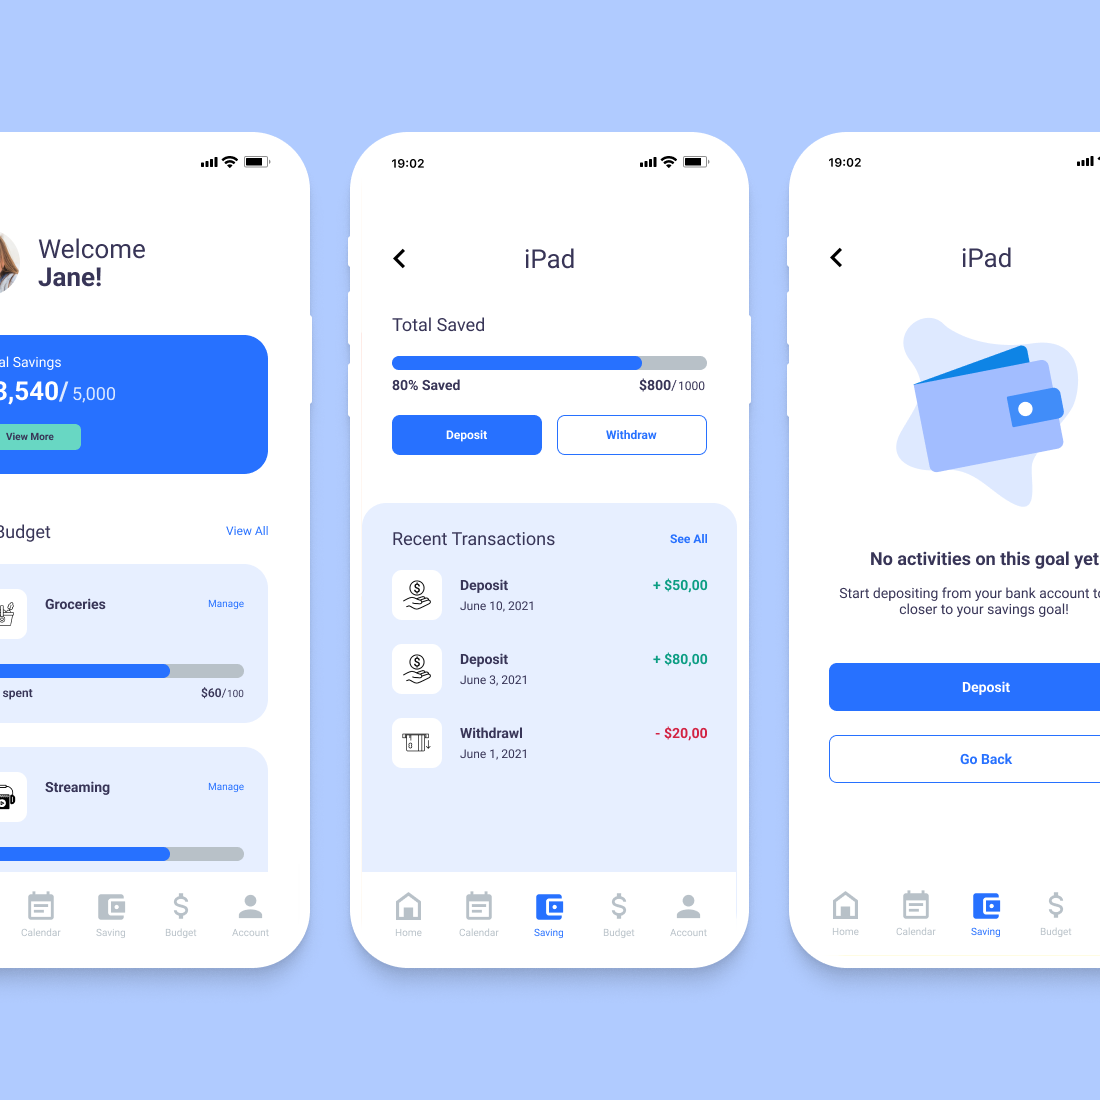 Welcome
Jane!
al Savings
3,540/ 5,000
View More
Budget
View All
Groceries
Manage
spent
$60/100
Streaming
Manage
Calendar
Saving
Budget
Account
19:02
iPad
Total Saved
80% Saved
$800/1000
Deposit
Withdraw
Recent Transactions
See All
Deposit
+ $50,00
June 10, 2021
Deposit
+ $80,00
June 3, 2021
Withdrawl
- $20,00
June 1, 2021
Home
Calendar
Saving
Budget
Account
19:02
iPad
No activities on this goal yet
Start depositing from your bank account to
closer to your savings goal!
Deposit
Go Back
Home
Calendar
Saving
Budget